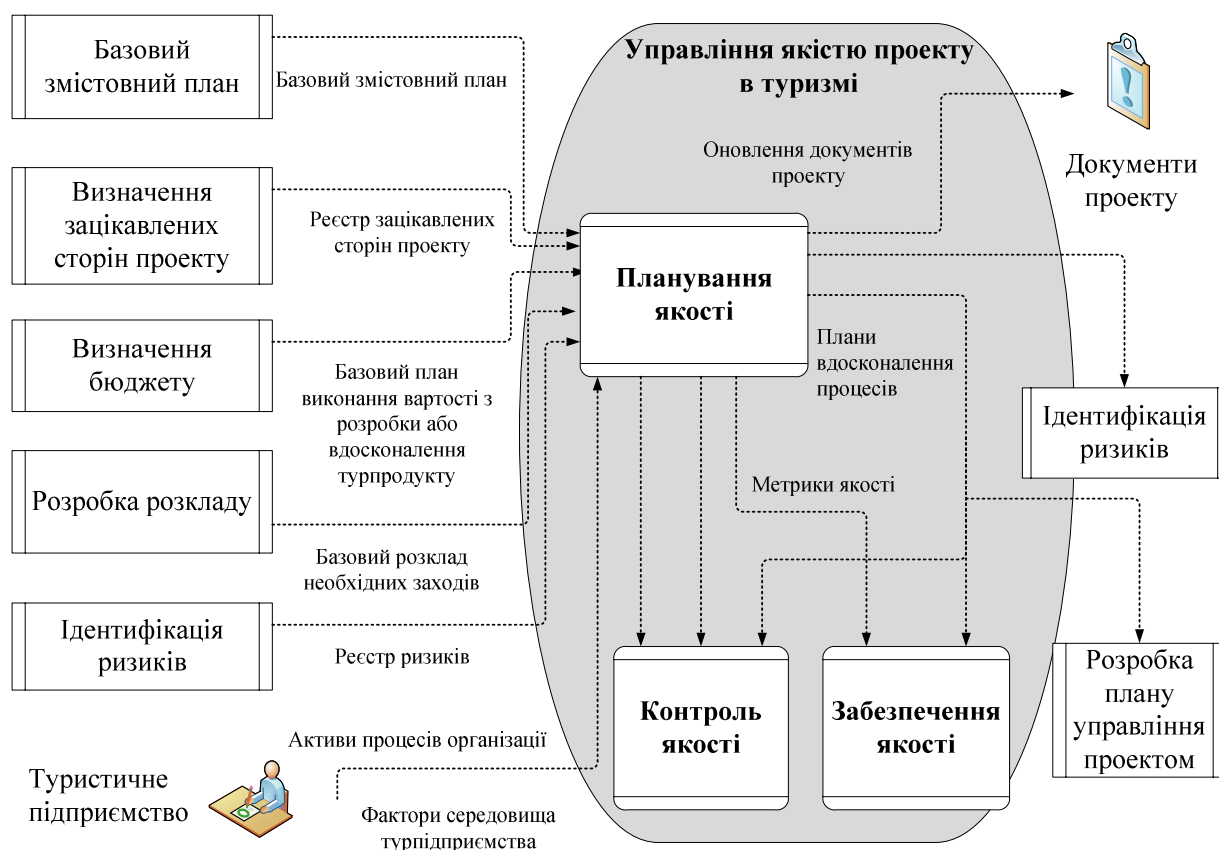 Базовий
змістовний план
Базовий змістовний план
Визначення
зацікавлених
сторін проекту
Реєстр зацікавлених
сторін проекту
Визначення
бюджету
Базовий план
виконання вартості з
розробки або
вдосконалення
турпродукту
Розробка розкладу
Базовий розклад
необхідних заходів
Ідентифікація
ризиків
Реєстр ризиків
Активи процесів організації
Туристичне
підприємство
Фактори середовища
турпідприємства
Управління якістю проекту
в туризмі
Оновлення документів
проекту
Планування
якості
Плани
вдосконалення
процесів
Метрики якості
Контроль
якості
Забезпечення
якості
Документи
проекту
Ідентифікація
ризиків
Розробка
плану
управління
проектом